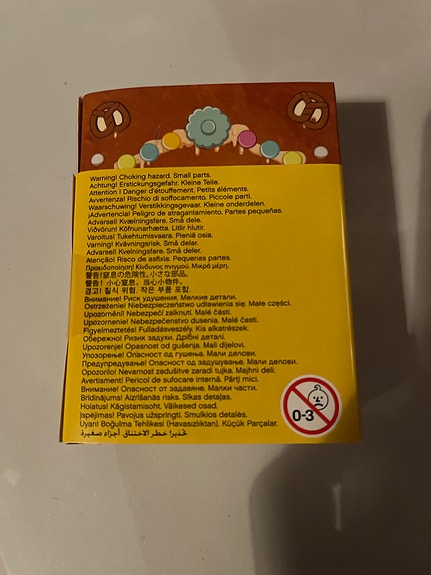 Warning! Choking hazard. Small parts.
Achtung! Erstickungsgefahr. Kleine Teile.
Attention ! Danger d'étouffement. Petits éléments.
Avvertenza! Rischio di soffocamento. Piccole parti.
Waarschuwing! Verstikkingsgevaar. Kleine onderdelen.
¡Advertencia! Peligro de atragantamiento. Partes pequeñas.
Advarsel! Kvælningsfare. Små dele.
Viðvörun! Köfnunarhætta. Litlir hlutir.
Varoitus! Tukehtumisvaara. Pieniä osia.
Varning! Kvävningsrisk. Små delar.
Advarsel! Kvelningsfare. Små deler.
Atenção! Risco de asfixia. Pequenas partes.
Προειδοποίηση! Κίνδυνος πνιγμού. Μικρά μέρη.
警告!窒息の危険性。小さな部品。
警告! 小心窒息。当心小物件。
경고! 질식 위험. 작은 부품 포함.
Внимание! Риск удушения. Мелкие детали.
Ostrzeżenie! Niebezpieczeństwo udławienia się. Małe części.
Upozornění! Nebezpečí zalknutí. Malé části.
Upozornenie! Nebezpečenstvo dusenia. Malé časti.
Figyelmeztetés! Fulladásveszély. Kis alkatrészek.
Обережно! Ризик задухи. Дрібні деталі.
Upozorenje! Opasnost od gušenja. Mali dijelovi.
Упозорење! Опасност од гушења. Мали делови.
Предупредување! Опасност од задушување. Мали делови.
Opozorilo! Nevarnost zadušitve zaradi tujka. Majhni deli.
Avertisment! Pericol de sufocare internă. Părți mici.
Внимание! Опасност от задавяне. Малки части.
Brīdinājums! Aizrīšanās risks. Sīkas detaļas.
Hoiatus! Kägistamisoht. Väikesed osad.
Įspėjimas! Pavojus užspringti. Smulkios detalės.
Uyarı! Boğulma Tehlikesi (Havasızlıktan). Küçük Parçalar.
تحذير! خطر الاختناق. أجزاء صغيرة.
0-3